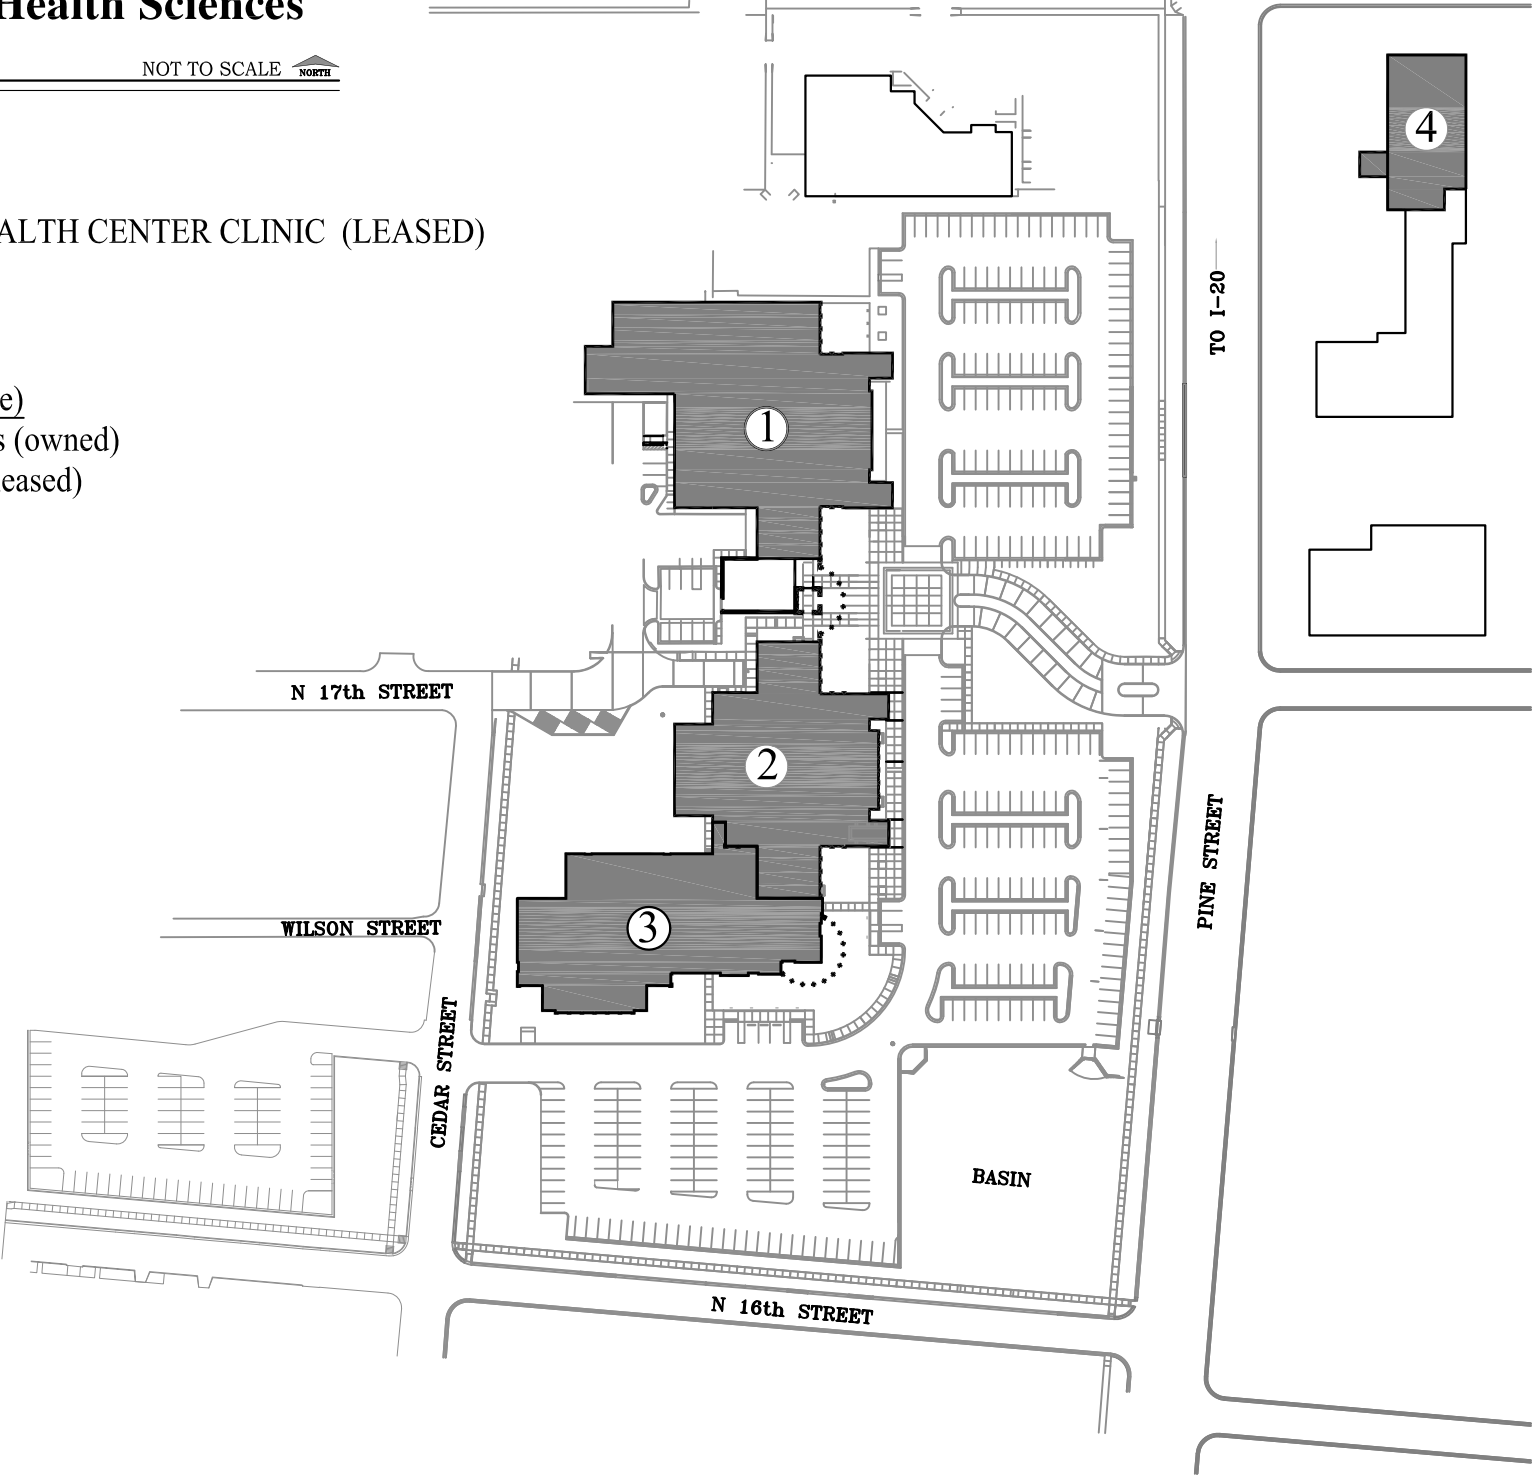 Health Sciences
NOT TO SCALE
NORTH
ALTH CENTER CLINIC (LEASED)
e)
s (owned)
eased)
4
TO I-20
1
N 17th STREET
2
PINE STREET
WILSON STREET
3
CEDAR STREET
BASIN
N 16th STREET